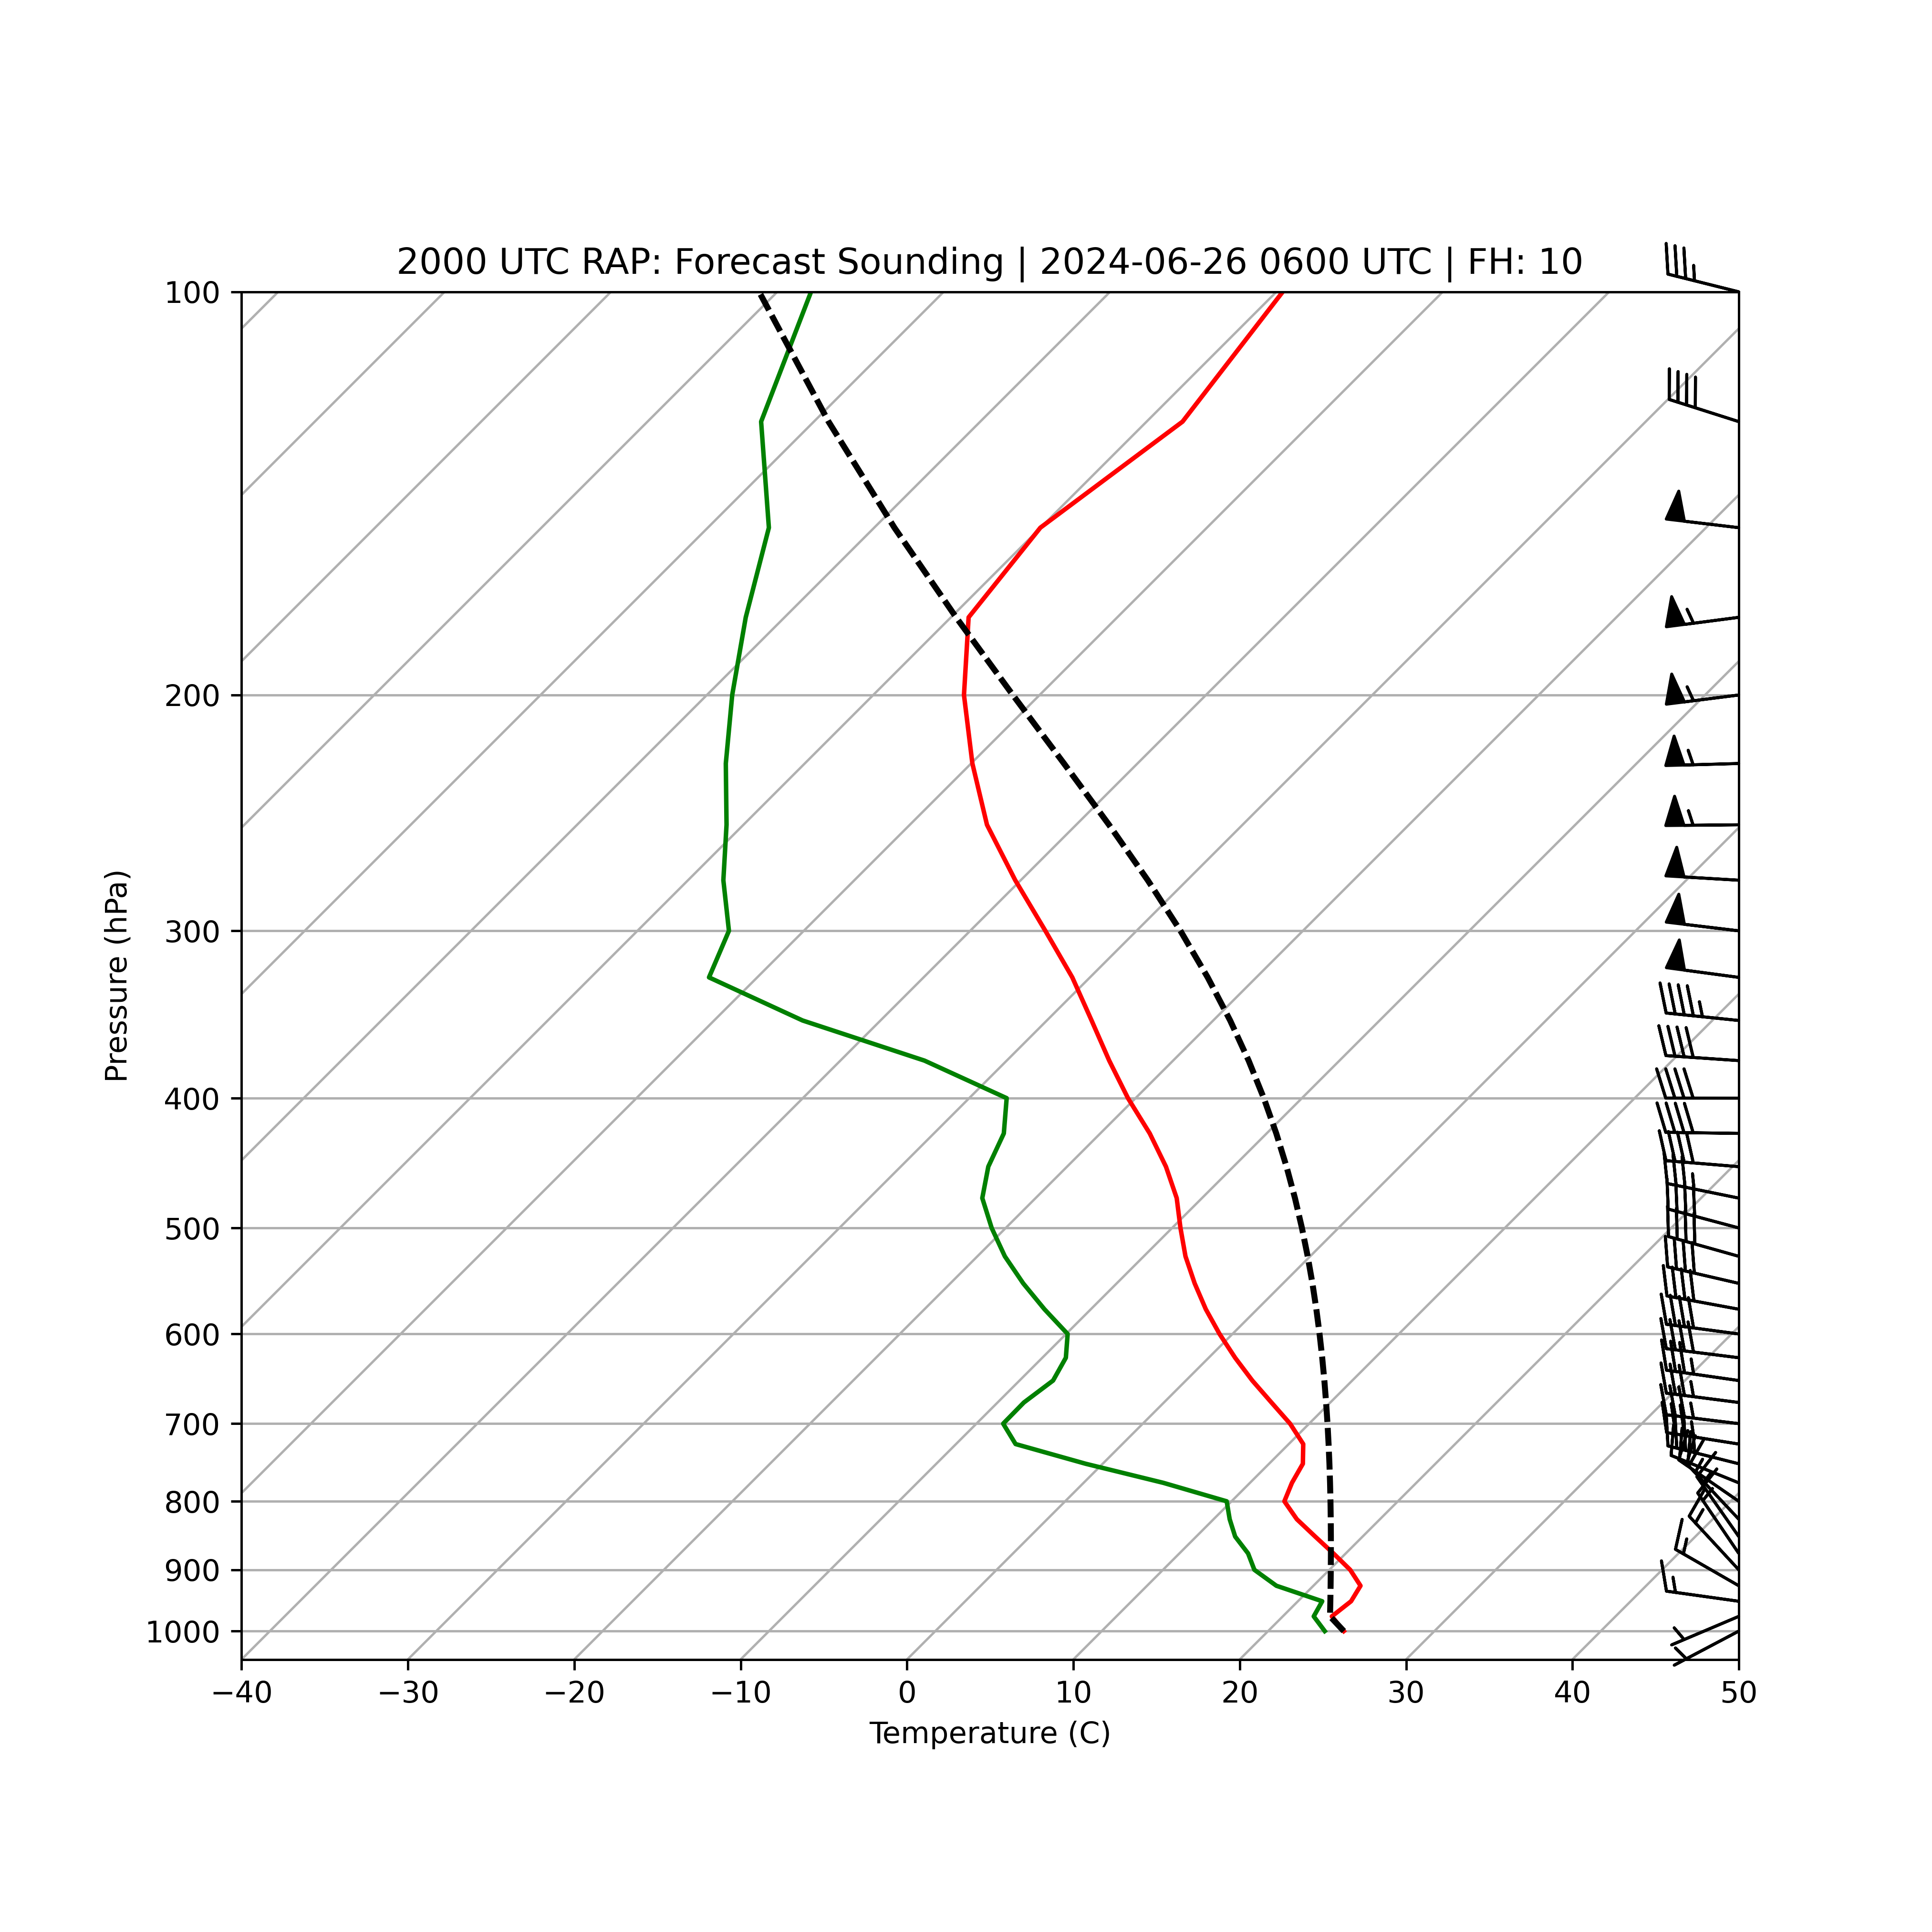 2000 UTC RAP: Forecast Sounding | 2024-06-26 0600 UTC | FH: 10
100
200
300
400
500
600
700
800
900
1000
Pressure (hPa)
−40 −30 −20 −10 0 10 20 30 40 50
Temperature (C)